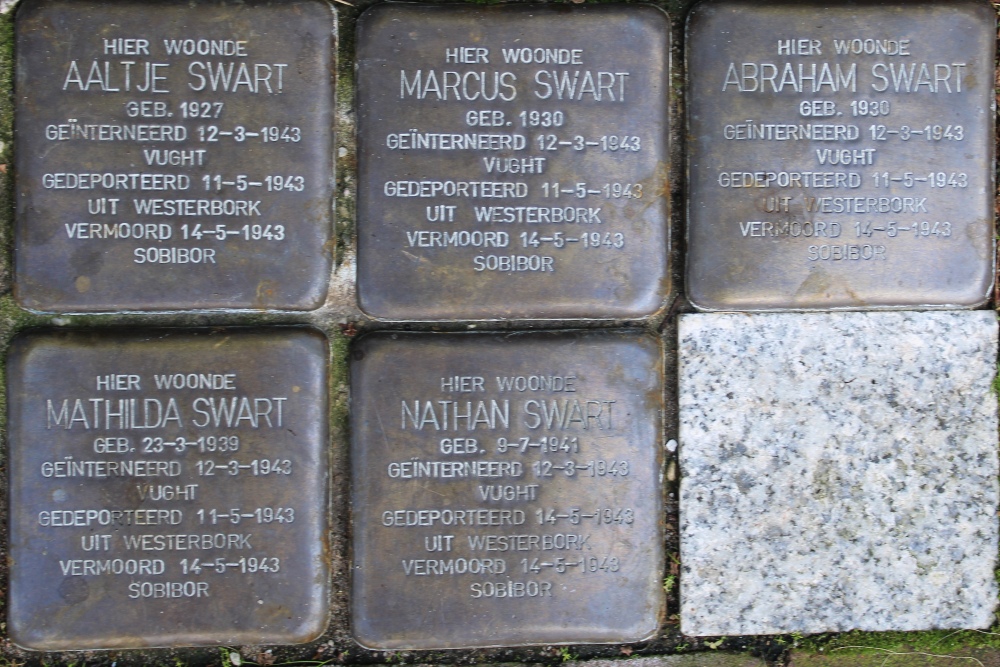 HIER WOONDE
AALTJE SWART
GEB. 1927
GEÏNTERNEERD 12-3-1943
VUGHT
GEDEPORTEERD 11-5-1943
UIT WESTERBORK
VERMOORD 14-5-1943
SOBIBOR
HIER WOONDE
MARCUS SWART
GEB. 1930
GEÏNTERNEERD 12-3-1943
VUGHT
GEDEPORTEERD 11-5-1943
UIT WESTERBORK
VERMOORD 14-5-1943
SOBIBOR
HIER WOONDE
ABRAHAM SWART
GEB. 1930
GEÏNTERNEERD 12-3-1943
VUGHT
GEDEPORTEERD 11-5-1943
UIT WESTERBORK
VERMOORD 14-5-1943
SOBIBOR
HIER WOONDE
MATHILDA SWART
GEB. 23-3-1939
GEÏNTERNEERD 12-3-1943
VUGHT
GEDEPORTEERD 11-5-1943
UIT WESTERBORK
VERMOORD 14-5-1943
SOBIBOR
HIER WOONDE
NATHAN SWART
GEB. 9-7-1941
GEÏNTERNEERD 12-3-1943
VUGHT
GEDEPORTEERD 14-5-1943
UIT WESTERBORK
VERMOORD 14-5-1943
SOBIBOR